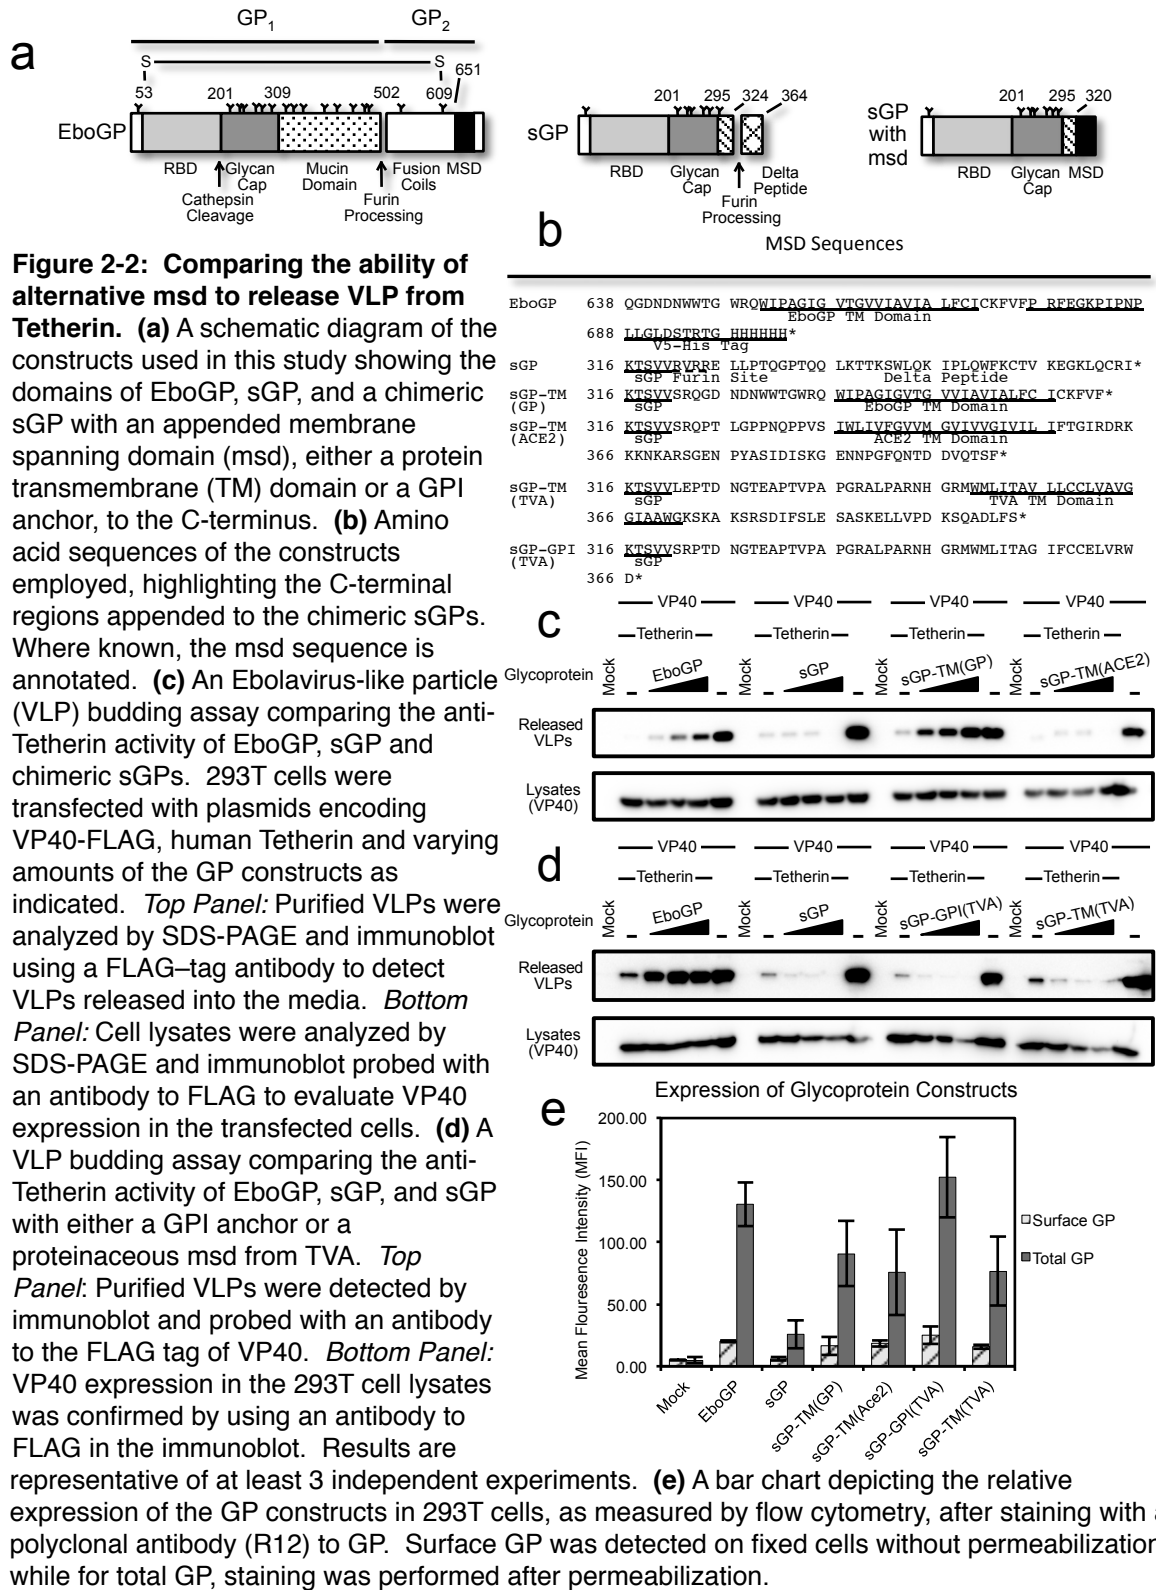 a
GP1
GP2
S
S
53
201
309
502
609
651
EboGP
RBD
Glycan Cap
Mucin Domain
Fusion Coils
MSD
Cathepsin Cleavage
Furin Processing
sGP
201
295
324
364
RBD
Glycan Cap
Delta Peptide
Furin Processing
sGP with msd
201
295
320
RBD
Glycan Cap
MSD
Figure 2-2: Comparing the ability of
alternative msd to release VLP from
Tetherin. (a) A schematic diagram of the
constructs used in this study showing the
domains of EboGP, sGP, and a chimeric
sGP with an appended membrane
spanning domain (msd), either a protein
transmembrane (TM) domain or a GPI
anchor, to the C-terminus. (b) Amino
acid sequences of the constructs
employed, highlighting the C-terminal
regions appended to the chimeric sGPs.
Where known, the msd sequence is
annotated. (c) An Ebolavirus-like particle
(VLP) budding assay comparing the anti-
Tetherin activity of EboGP, sGP and
chimeric sGPs. 293T cells were
transfected with plasmids encoding
VP40-FLAG, human Tetherin and varying
amounts of the GP constructs as
indicated. Top Panel: Purified VLPs were
analyzed by SDS-PAGE and immunoblot
using a FLAG–tag antibody to detect
VLPs released into the media. Bottom
Panel: Cell lysates were analyzed by
SDS-PAGE and immunoblot probed with
an antibody to FLAG to evaluate VP40
expression in the transfected cells. (d) A
VLP budding assay comparing the anti-
Tetherin activity of EboGP, sGP, and sGP
with either a GPI anchor or a
proteinaceous msd from TVA. Top
Panel: Purified VLPs were detected by
immunoblot and probed with an antibody
to the FLAG tag of VP40. Bottom Panel:
VP40 expression in the 293T cell lysates
was confirmed by using an antibody to
FLAG in the immunoblot. Results are
representative of at least 3 independent experiments. (e) A bar chart depicting the relative
expression of the GP constructs in 293T cells, as measured by flow cytometry, after staining with a
polyclonal antibody (R12) to GP. Surface GP was detected on fixed cells without permeabilization
while for total GP, staining was performed after permeabilization.
b
MSD Sequences
EboGP 638 QGDNDNWWTG WRQWIPAGIG VTGVVIAVIA LFCICKFVFP RFEGKPIPNP
EboGP TM Domain
688 LLGLDSTRTG HHHHHH*
V5-His Tag
sGP 316 KTSVVRVRRE LLPTQGPTQQ LKTTKSWLQK IPLQWFKCTV KEGKLQCRI*
sGP Furin Site Delta Peptide
sGP-TM 316 KTSVVSRQGD NDNWWTGWRQ WIPAGIGVTG VVIAVIALFC ICKFVF*
(GP) sGP EboGP TM Domain
sGP-TM 316 KTSVVSRQPT LGPPNQPPVS IWLIVFGVVM GVIVVGIVIL IFTGIRDRK
(ACE2) sGP ACE2 TM Domain
366 KKNKARSGEN PYASIDISKG ENNPGFQNTD DVQTSF*
sGP-TM 316 KTSVVLEPTD NGTEAPTVPA PGRALPARNH GRMWMLITAV LLCCLVAVG
(TVA) sGP TVA TM Domain
366 GIAAWGKSKA KSRSDIFSLE SASKELLVPD KSQADLFS*
sGP-GPI 316 KTSVVSRPTD NGTEAPTVPA PGRALPARNH GRMWMLITAG IFCCELVRW
(TVA) sGP
366 D*
c
VP40 VP40 VP40 VP40
Tetherin Tetherin Tetherin Tetherin
Glycoprotein Mock – EboGP – Mock – sGP – Mock – sGP-TM(GP) – Mock – sGP-TM(ACE2) –
Released VLPs
Lysates (VP40)
d
VP40 VP40 VP40 VP40
Tetherin Tetherin Tetherin Tetherin
Glycoprotein Mock – EboGP – Mock – sGP – Mock – sGP-GPI(TVA) – Mock – sGP-TM(TVA) –
Released VLPs
Lysates (VP40)
e
Expression of Glycoprotein Constructs
Mean Flouresence Intensity (MFI)
200.00
150.00
100.00
50.00
0.00
Surface GP
Total GP
Mock
EboGP
sGP
sGP-TM(GP)
sGP-TM(Ace2)
sGP-GPI(TVA)
sGP-TM(TVA)